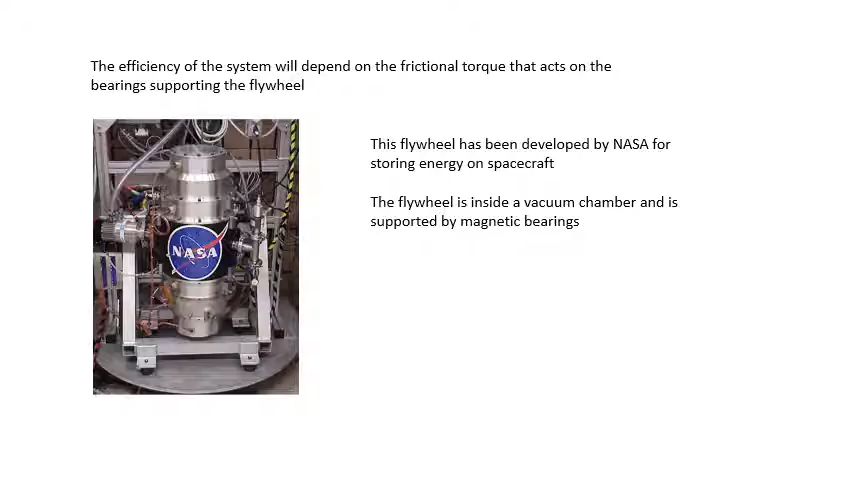 The efficiency of the system will depend on the frictional torque that acts on the
bearings supporting the flywheel
This flywheel has been developed by NASA for
storing energy on spacecraft
The flywheel is inside a vacuum chamber and is
supported by magnetic bearings
NASA